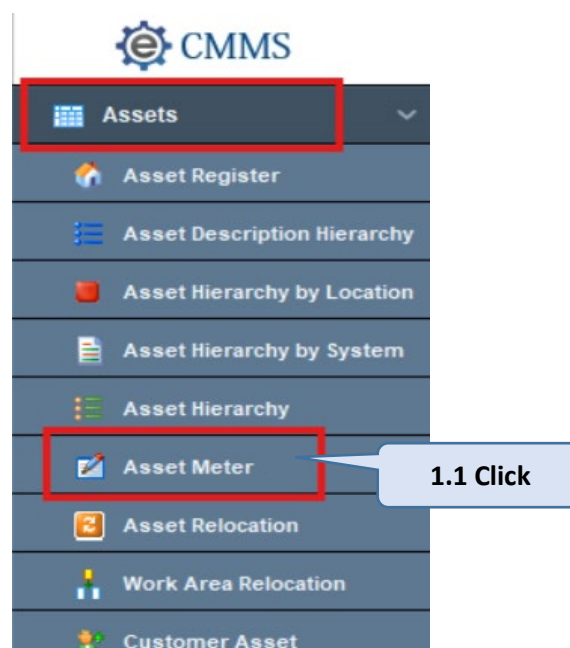 e CMMS
Assets
Asset Register
Asset Description Hierarchy
Asset Hierarchy by Location
Asset Hierarchy by System
Asset Hierarchy
Asset Meter
1.1 Click
Asset Relocation
Work Area Relocation
Customer Asset